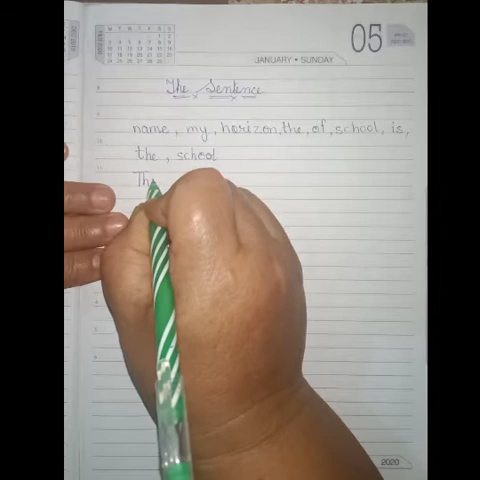 05
JANUARY • SUNDAY
The Sentence
name, my, horizon, the, of, school, is,
the, school
Th
2020